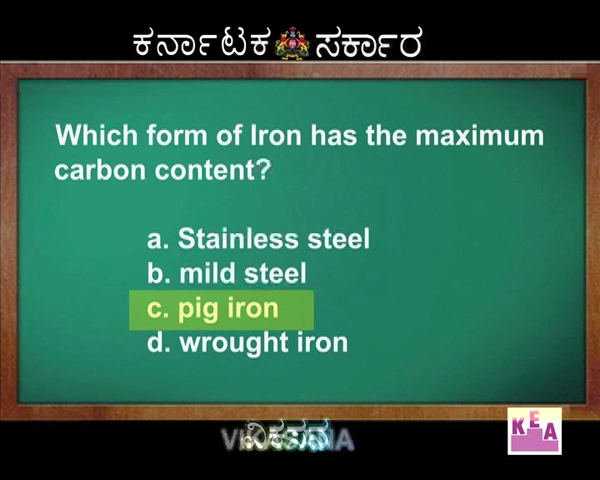 ಕರ್ನಾಟಕ ಸರ್ಕಾರ
Which form of Iron has the maximum
carbon content?
a. Stainless steel
b. mild steel
c. pig iron
d. wrought iron
KEA